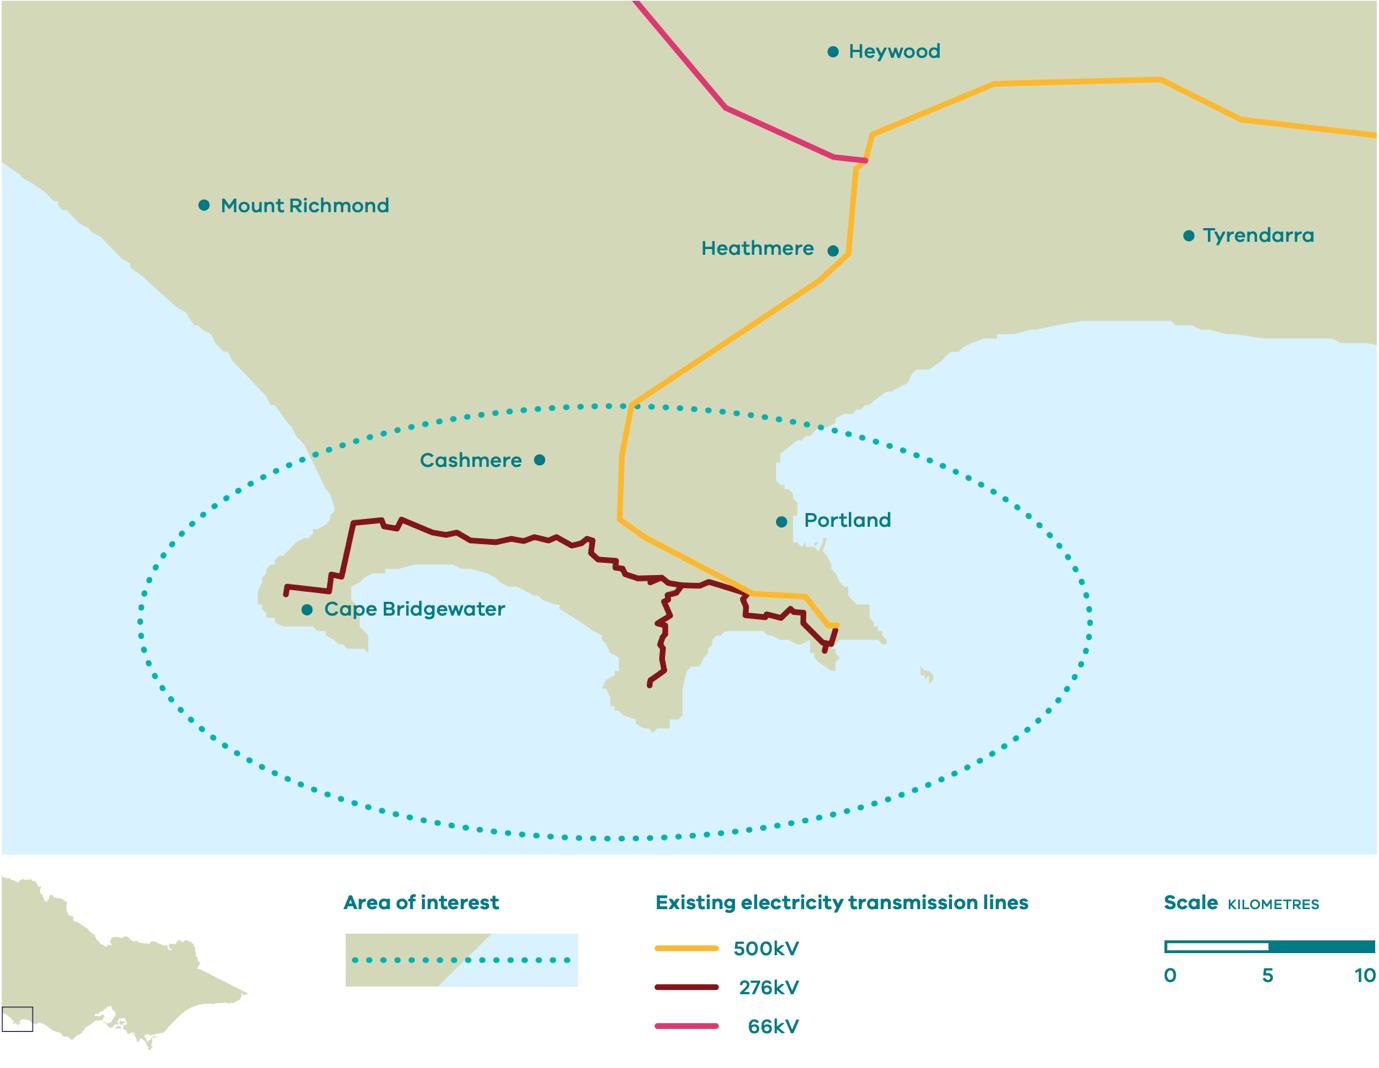 Heywood
Mount Richmond
Tyrendarra
Heathmere
Cashmere
Portland
Cape Bridgewater
Area of interest
Existing electricity transmission lines
500kV
276kV
66kV
Scale KILOMETRES
0 5 10